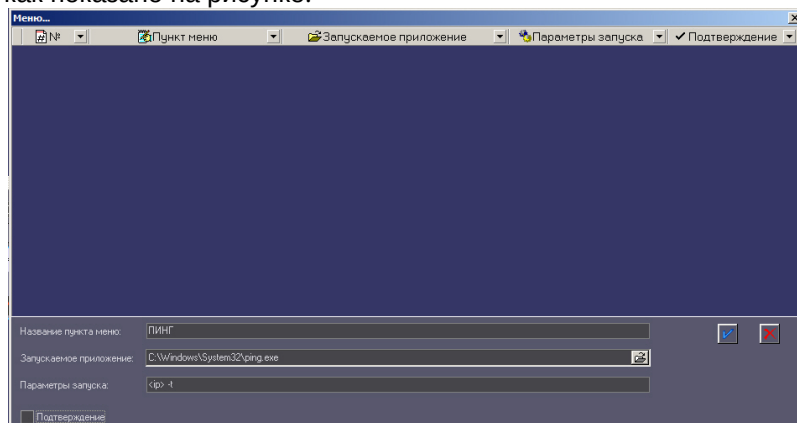 как показано на рисунке.
Меню...
№ Пункт меню Запускаемое приложение Параметры запуска Подтверждение
Название пункта меню: ПИНГ
Запускаемое приложение: C:\Windows\System32\ping.exe
Параметры запуска: <ip> -t
Подтверждение